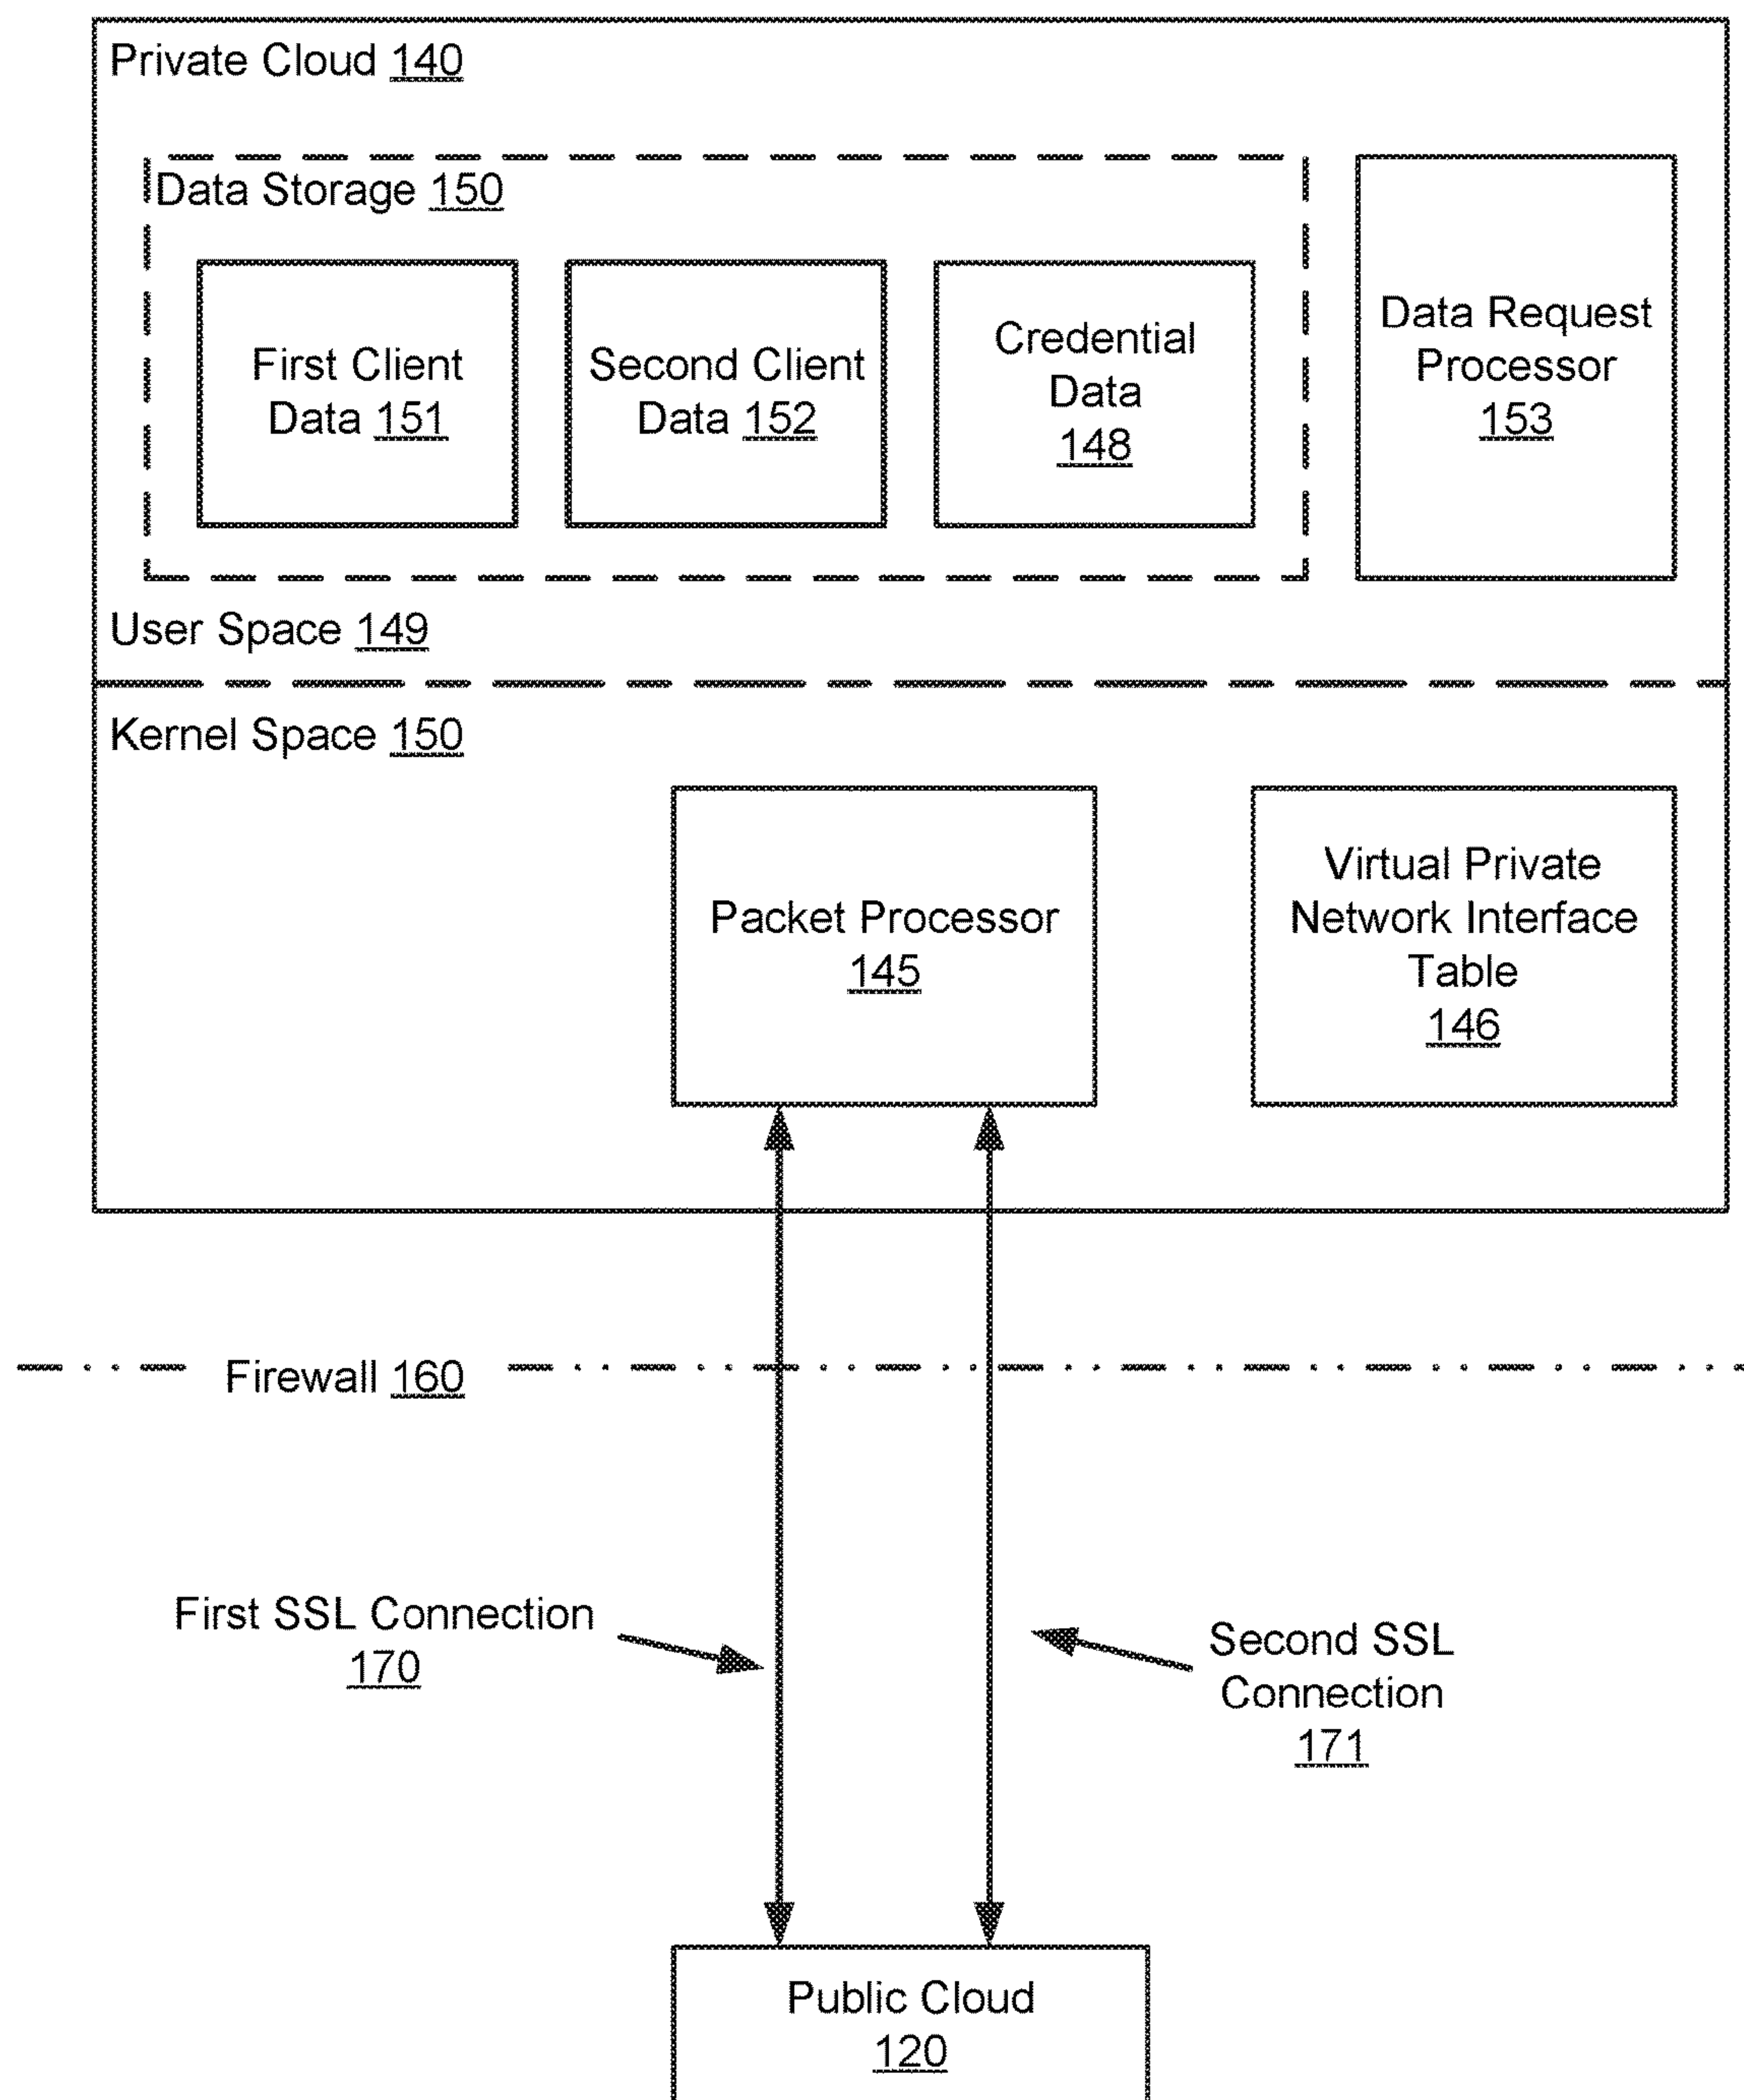 Private Cloud 140
Data Storage 150
First Client
Data 151
Second Client
Data 152
Credential
Data
148
Data Request
Processor
153
User Space 149
Kernel Space 150
Packet Processor
145
Virtual Private
Network Interface
Table
146
Firewall 160
First SSL Connection
170
Second SSL
Connection
171
Public Cloud
120